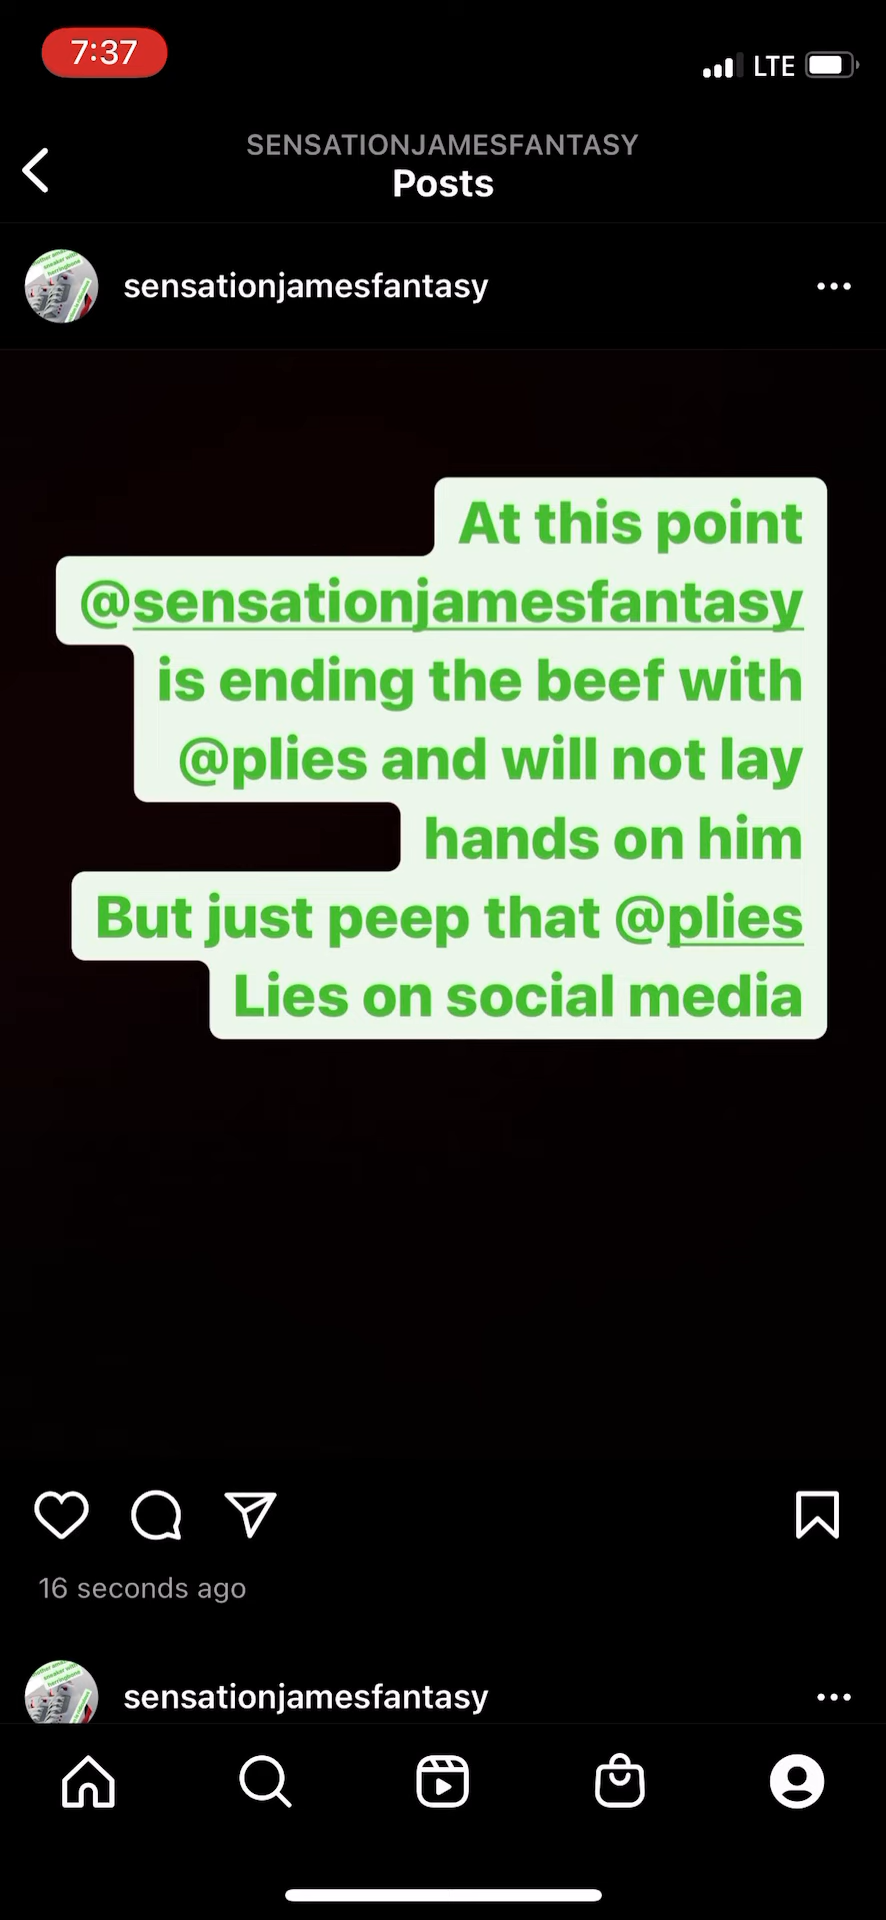 7:37
LTE
SENSATIONJAMESFANTASY
Posts
sensationjamesfantasy
At this point
@sensationjamesfantasy
is ending the beef with
@plies and will not lay
hands on him
But just peep that @plies
Lies on social media
16 seconds ago
sensationjamesfantasy